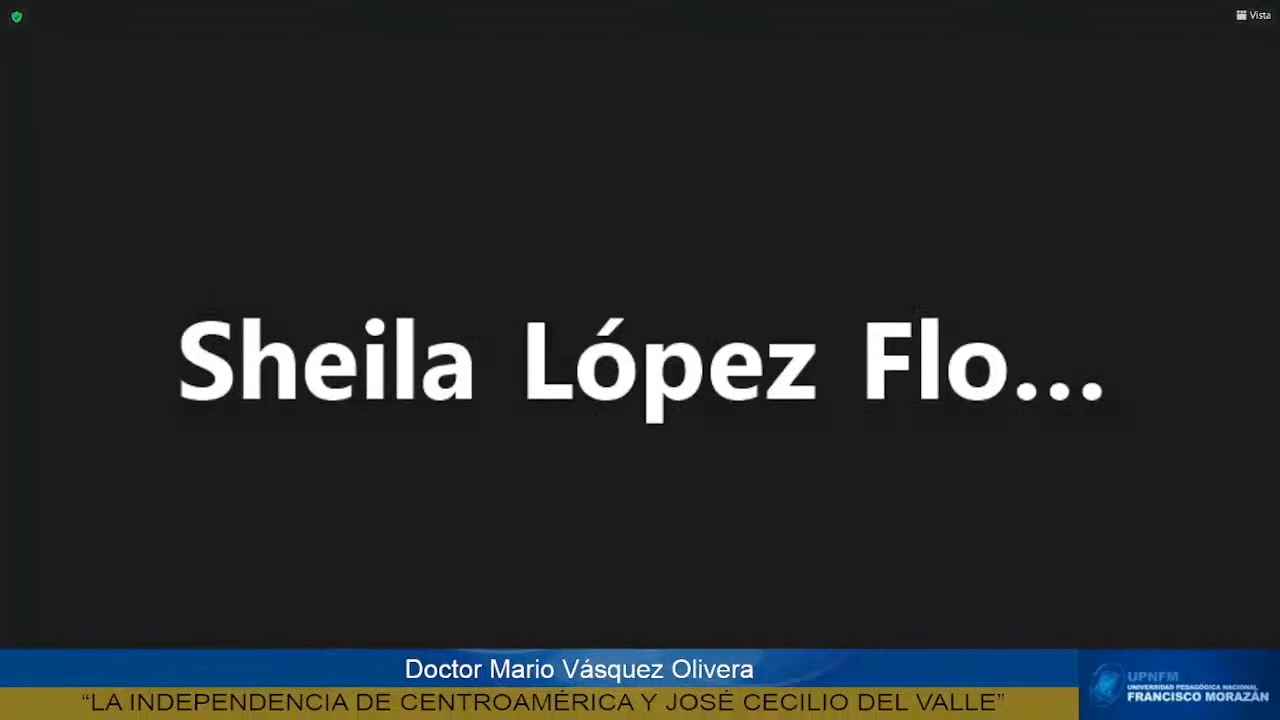 Vista
Sheila López Flo...
Doctor Mario Vásquez Olivera
“LA INDEPENDENCIA DE CENTROAMÉRICA Y JOSÉ CECILIO DEL VALLE”
UPNFM
UNIVERSIDAD PEDAGÓGICA NACIONAL
FRANCISCO MORAZÁN